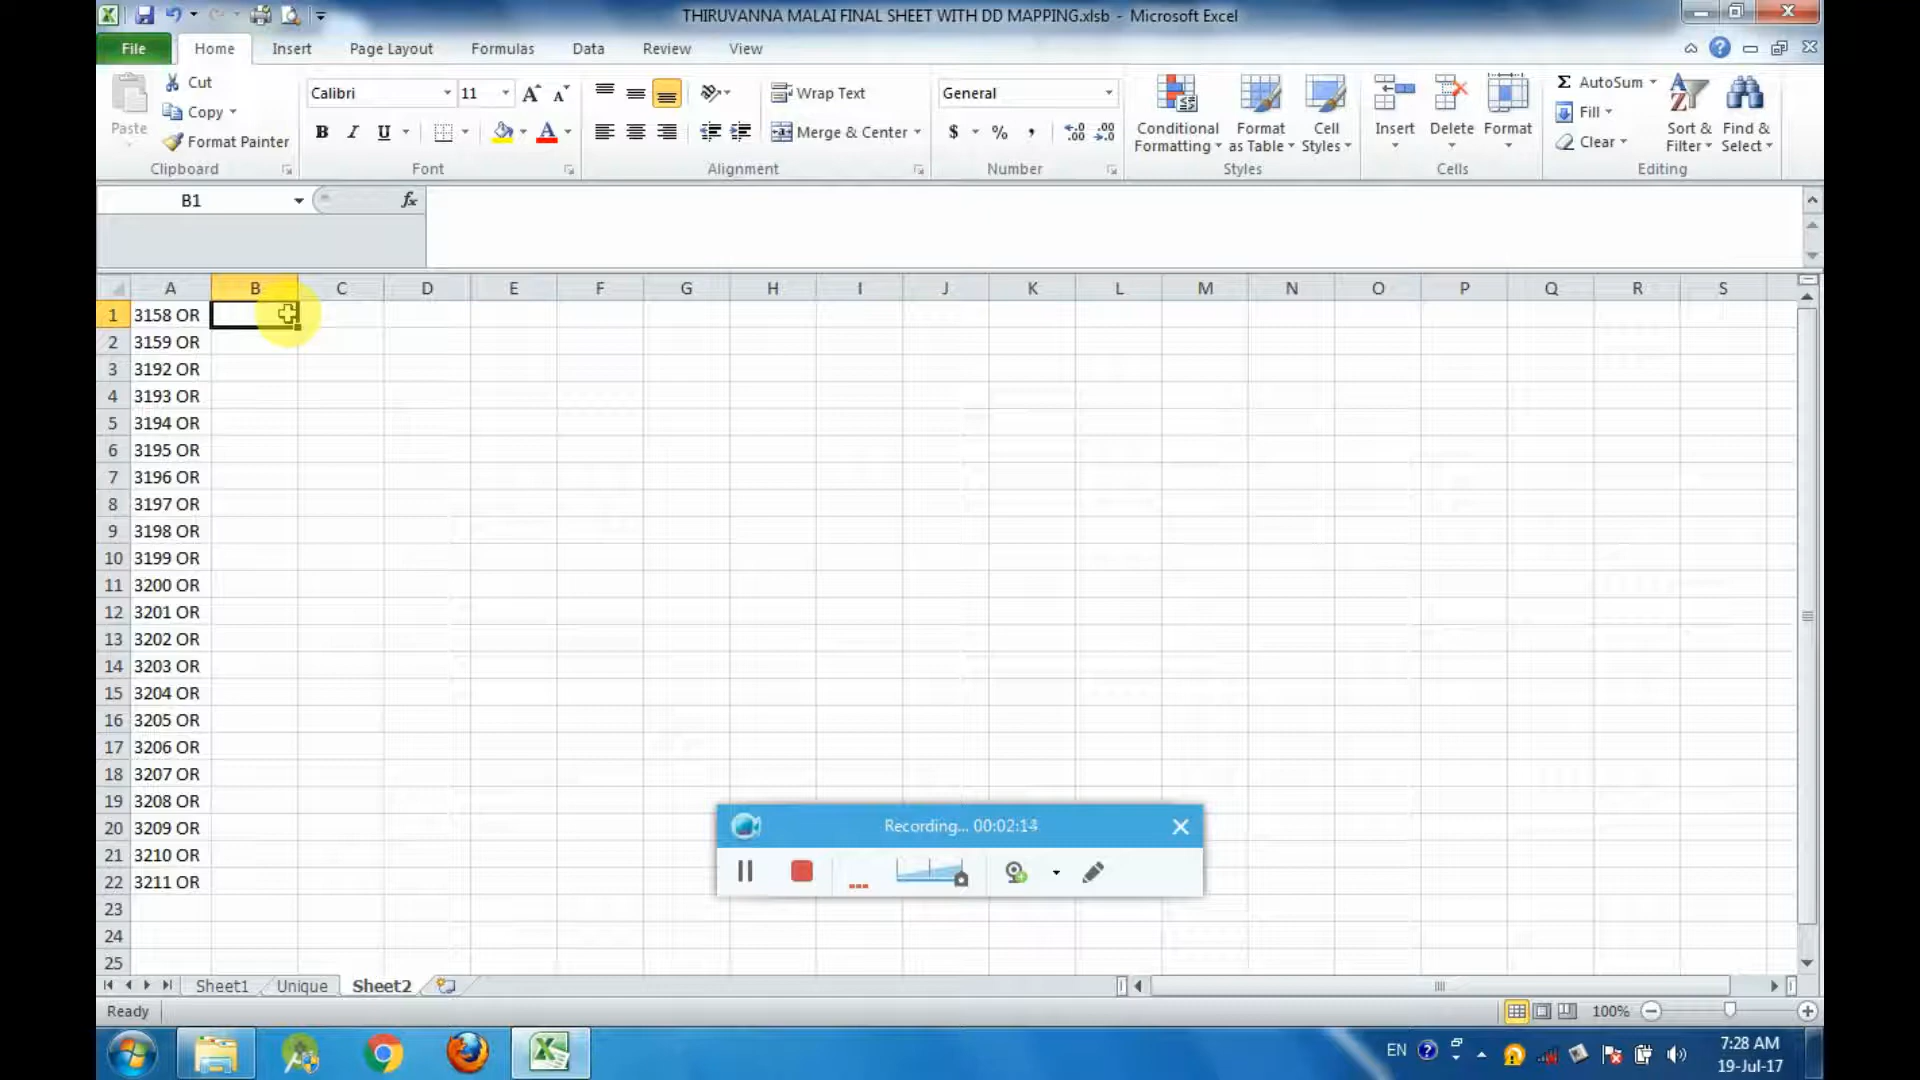 THIRUVANNA MALAI FINAL SHEET WITH DD MAPPING.xlsb - Microsoft Excel
File Home Insert Page Layout Formulas Data Review View
Paste
Cut
Copy
Format Painter
Clipboard
Calibri 11
B I U
Font
Wrap Text
Merge & Center
Alignment
General
$ % ,
Number
Conditional Formatting
Format as Table
Cell Styles
Styles
Insert Delete Format
Cells
Σ AutoSum
Fill
Clear
Sort & Filter
Find & Select
Editing
B1 fx
A B C D E F G H I J K L M N O P Q R S
1 3158 OR
2 3159 OR
3 3192 OR
4 3193 OR
5 3194 OR
6 3195 OR
7 3196 OR
8 3197 OR
9 3198 OR
10 3199 OR
11 3200 OR
12 3201 OR
13 3202 OR
14 3203 OR
15 3204 OR
16 3205 OR
17 3206 OR
18 3207 OR
19 3208 OR
20 3209 OR
21 3210 OR
22 3211 OR
23
24
25
Recording... 00:02:14
Sheet1 Unique Sheet2
Ready 100%
EN 7:28 AM
19-Jul-17